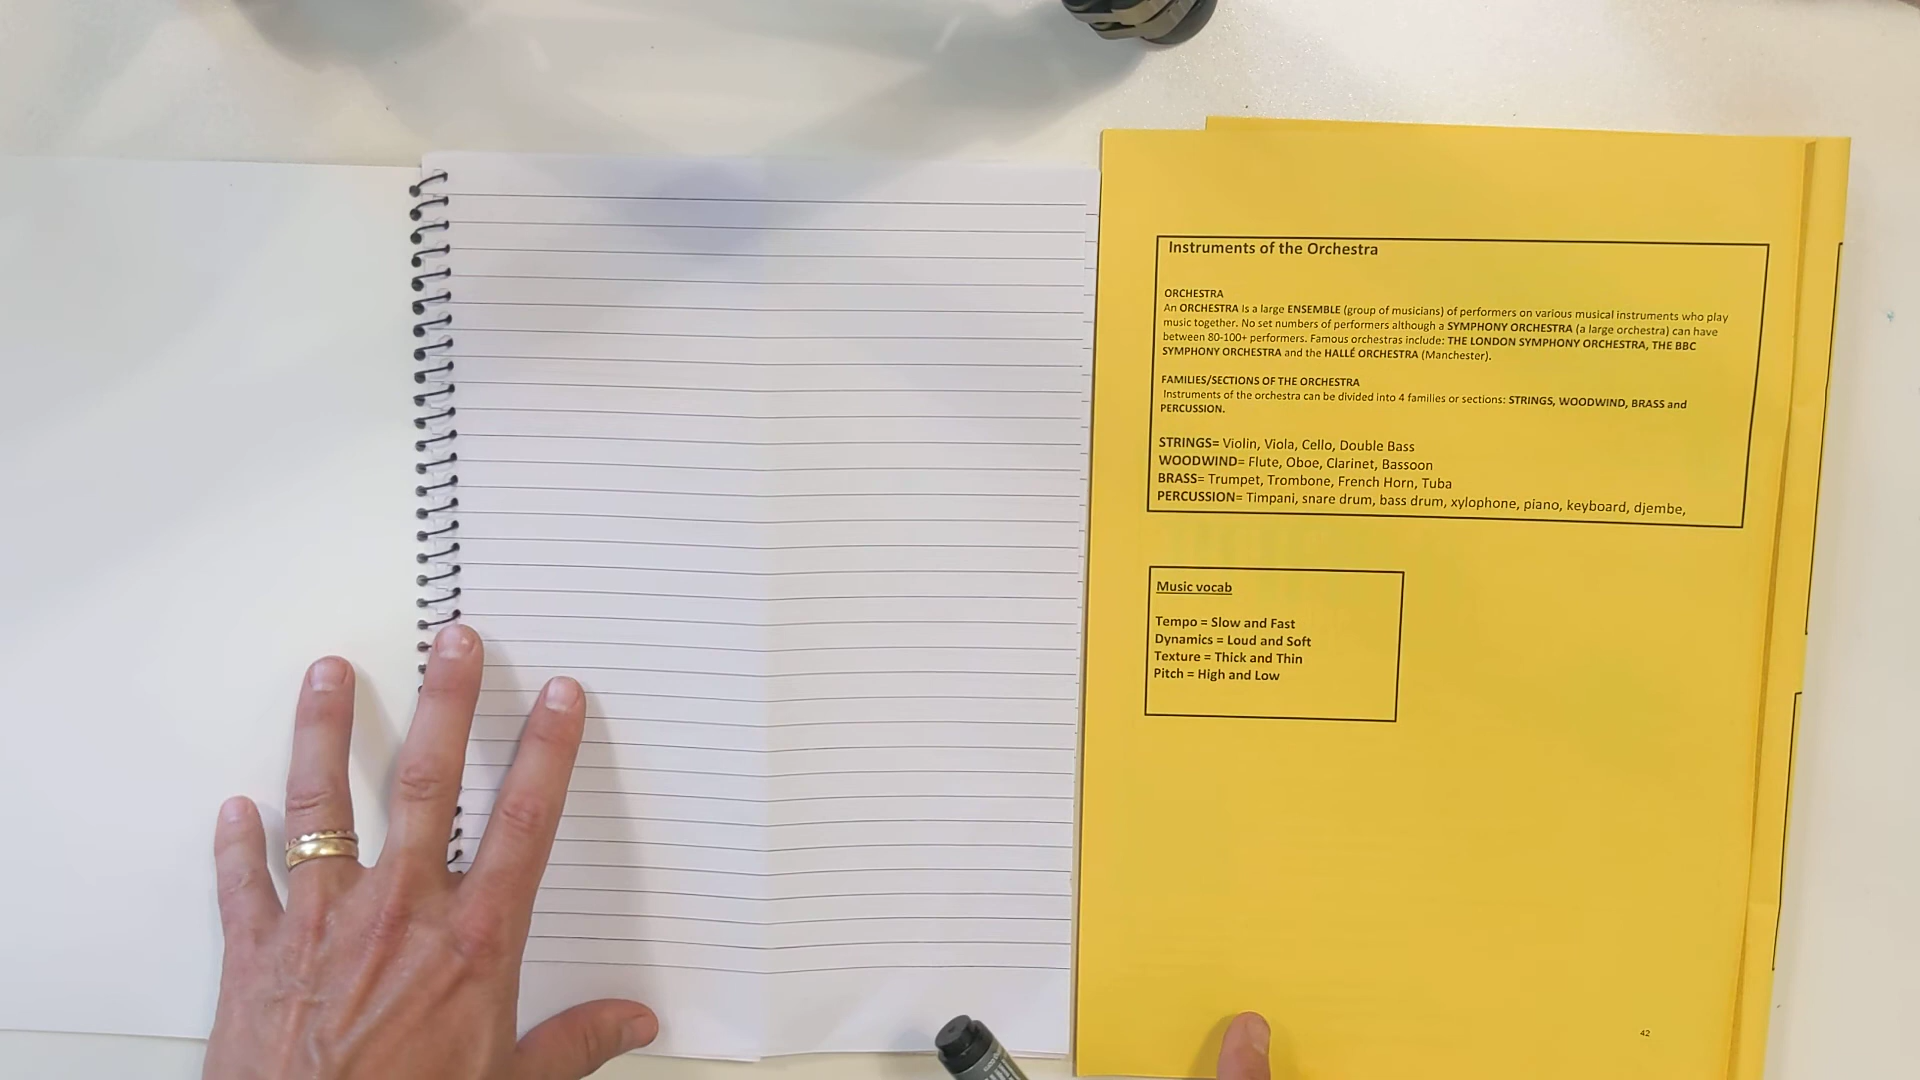 Instruments of the Orchestra
ORCHESTRA
An ORCHESTRA is a large ENSEMBLE (group of musicians) of performers on various musical instruments who play
music together. No set numbers of performers although a SYMPHONY ORCHESTRA (a large orchestra) can have
between 80-100+ performers. Famous orchestras include: THE LONDON SYMPHONY ORCHESTRA, THE BBC
SYMPHONY ORCHESTRA and the HALLÉ ORCHESTRA (Manchester).
FAMILIES/SECTIONS OF THE ORCHESTRA
Instruments of the orchestra can be divided into 4 families or sections: STRINGS, WOODWIND, BRASS and
PERCUSSION.
STRINGS= Violin, Viola, Cello, Double Bass
WOODWIND= Flute, Oboe, Clarinet, Bassoon
BRASS= Trumpet, Trombone, French Horn, Tuba
PERCUSSION= Timpani, snare drum, bass drum, xylophone, piano, keyboard, djembe,
Music vocab
Tempo = Slow and Fast
Dynamics = Loud and Soft
Texture = Thick and Thin
Pitch = High and Low
42